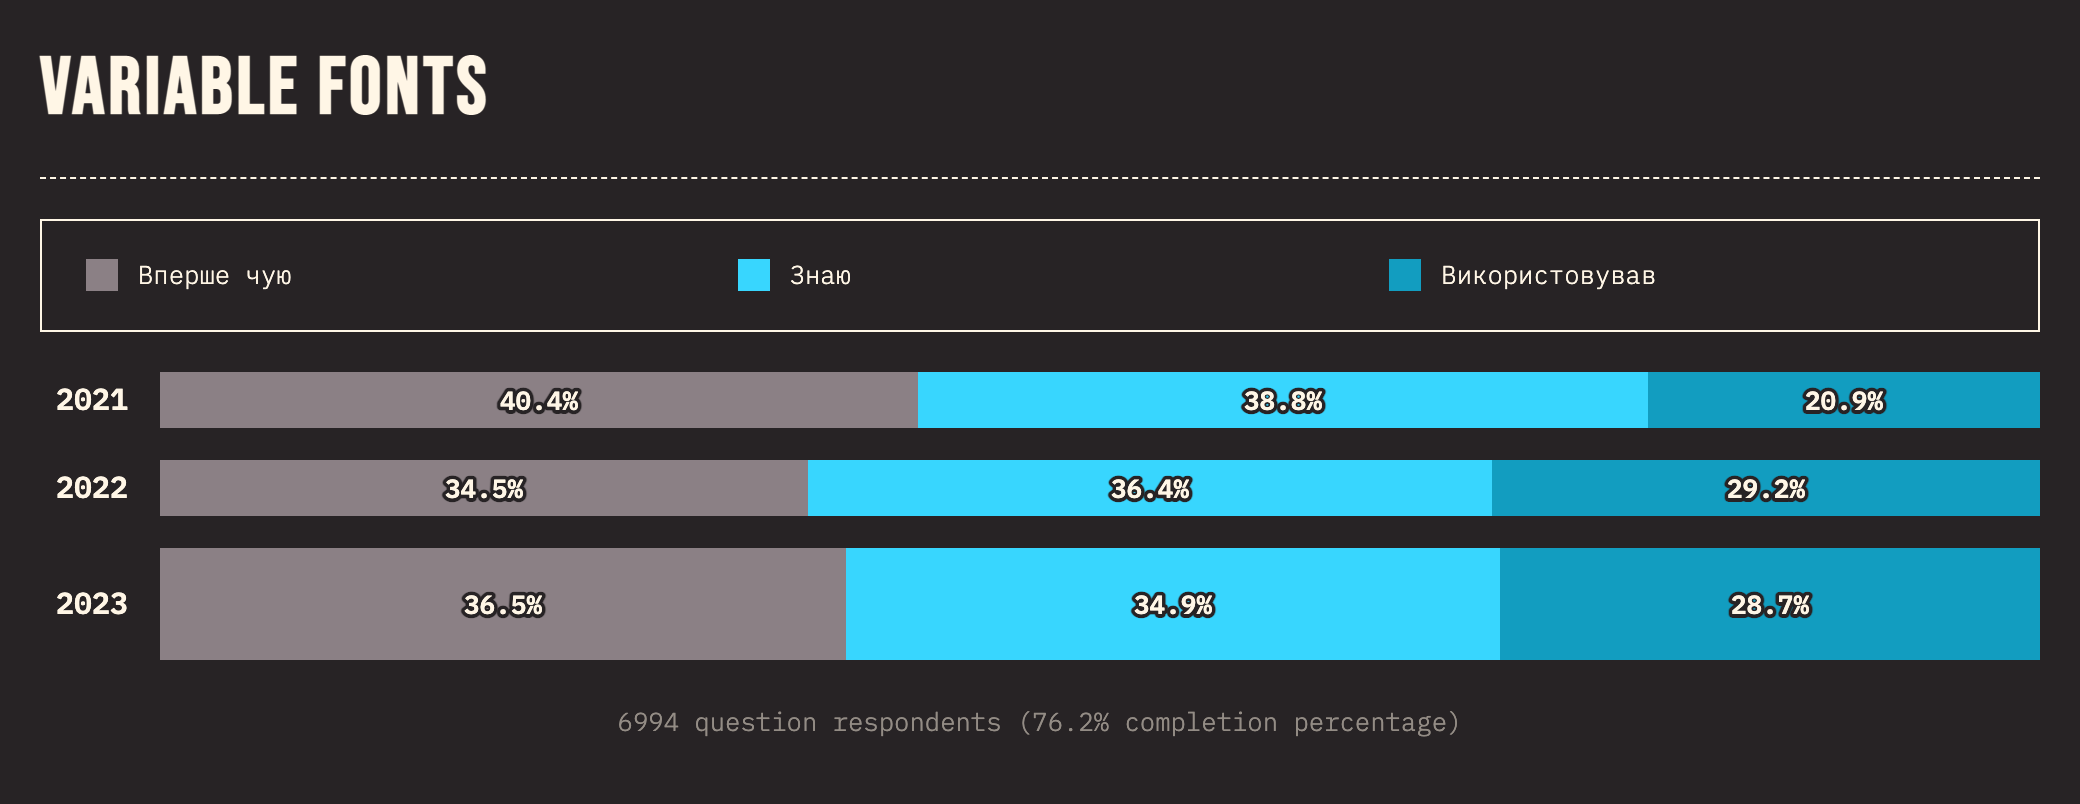 VARIABLE FONTS
Вперше чую Знаю Використовував
2021 40.4% 38.8% 20.9%
2022 34.5% 36.4% 29.2%
2023 36.5% 34.9% 28.7%
6994 question respondents (76.2% completion percentage)